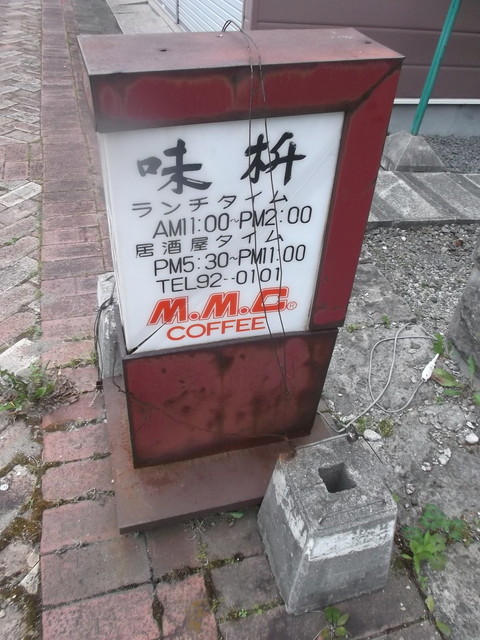 味 枡
ランチタイム
AM11:00~PM2:00
居酒屋タイム
PM5:30~PM11:00
TEL92--0101
M.M.C.®
COFFEE